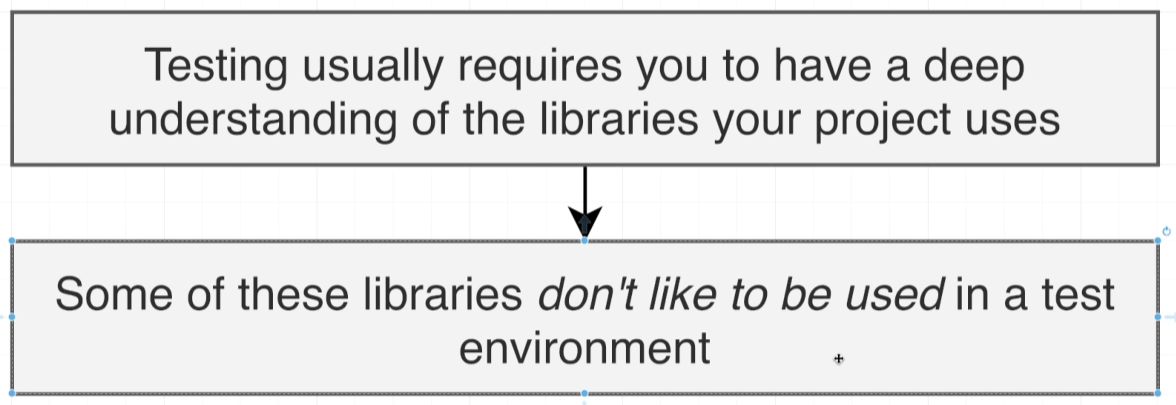 Testing usually requires you to have a deep
understanding of the libraries your project uses
Some of these libraries don't like to be used in a test
environment